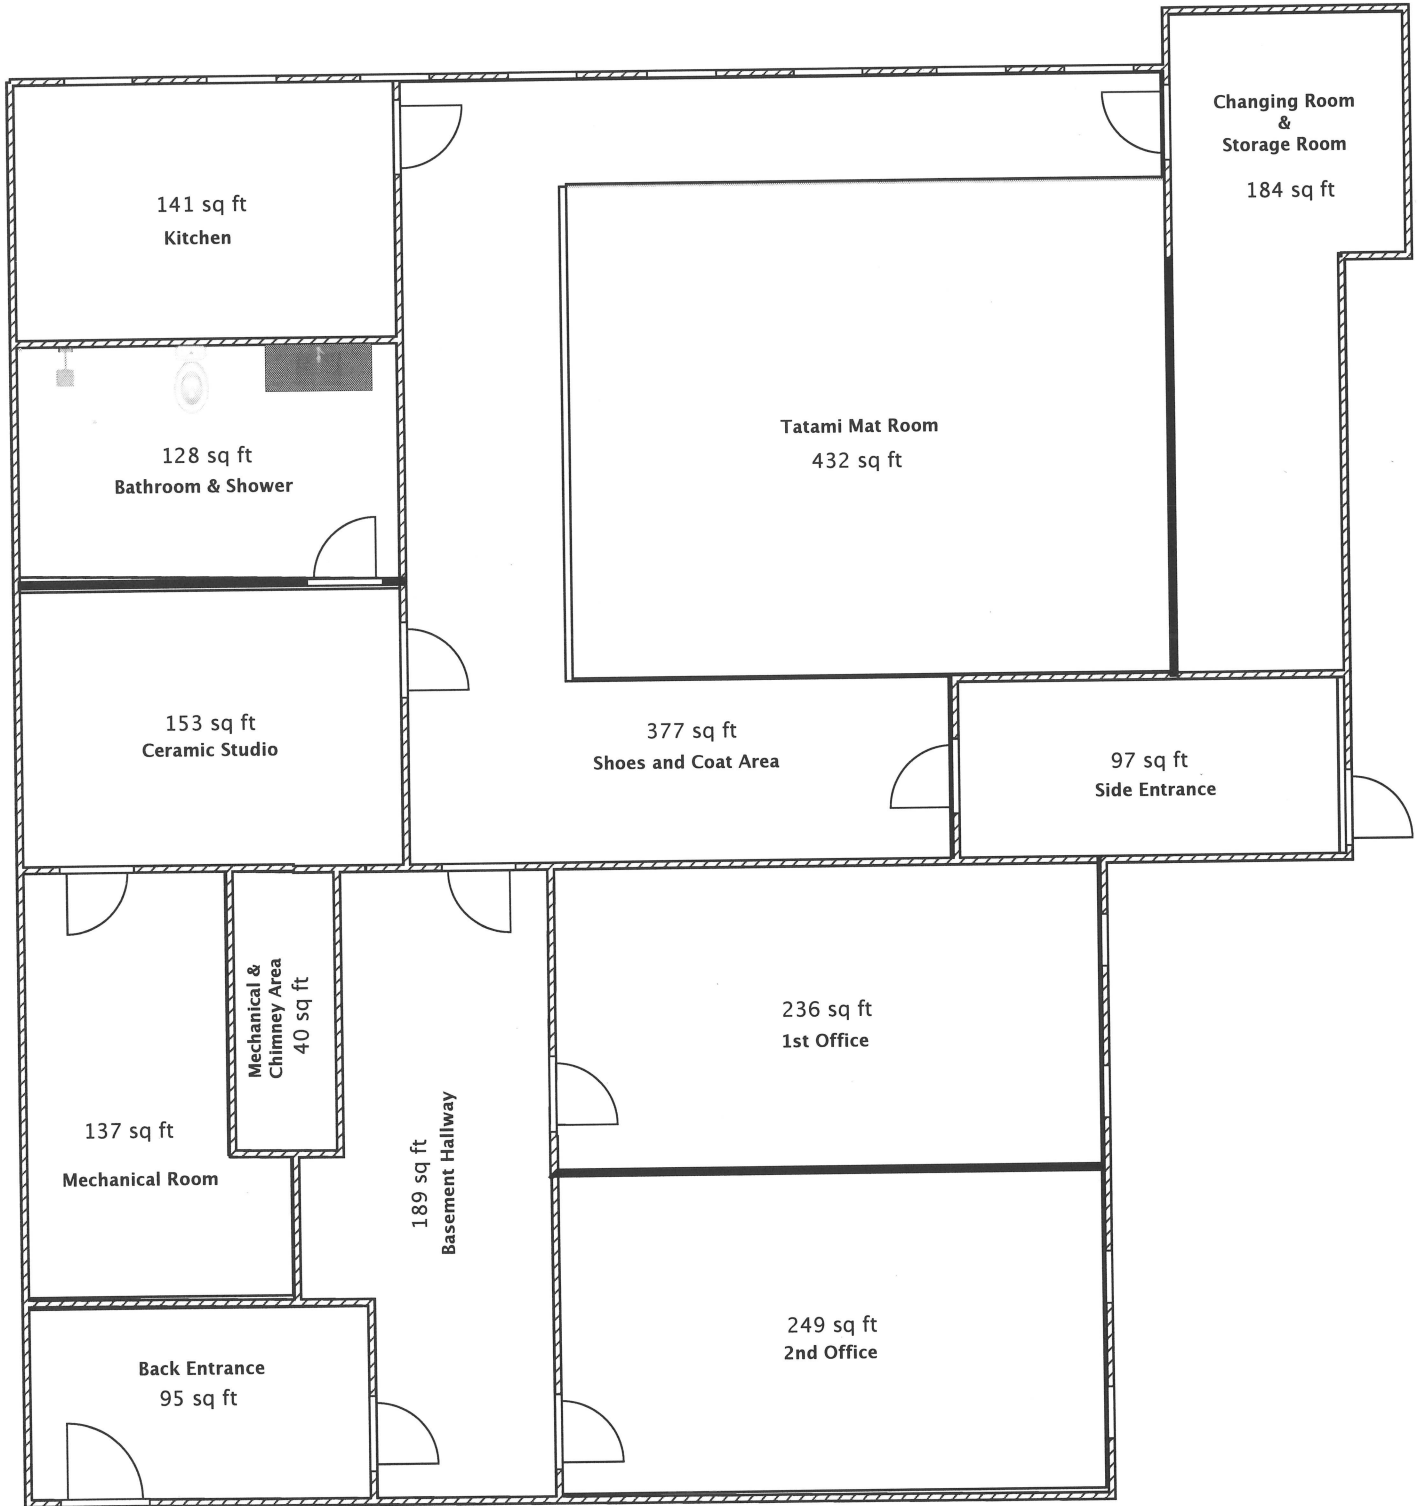 Changing Room
&
Storage Room
184 sq ft
141 sq ft
Kitchen
Tatami Mat Room
432 sq ft
128 sq ft
Bathroom & Shower
153 sq ft
Ceramic Studio
377 sq ft
Shoes and Coat Area
97 sq ft
Side Entrance
Mechanical &
Chimney Area
40 sq ft
236 sq ft
1st Office
137 sq ft
Mechanical Room
189 sq ft
Basement Hallway
249 sq ft
2nd Office
Back Entrance
95 sq ft